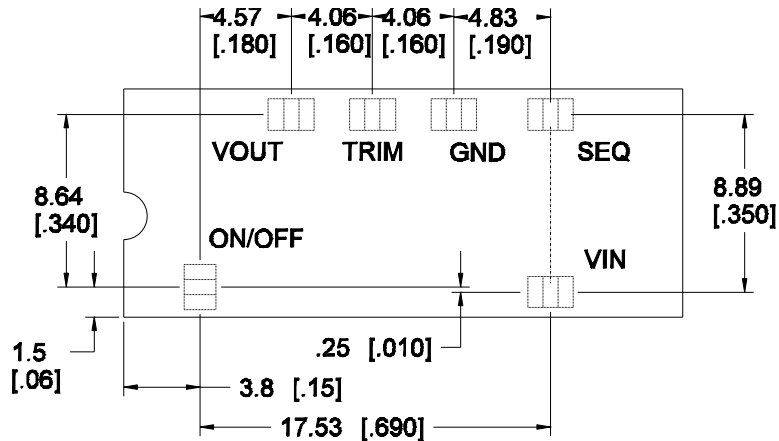 4.57 4.06 4.06 4.83
[.180] [.160] [.160] [.190]
VOUT TRIM GND SEQ
8.64
[.340]
8.89
[.350]
ON/OFF
VIN
1.5
[.06]
.25 [.010]
3.8 [.15]
17.53 [.690]